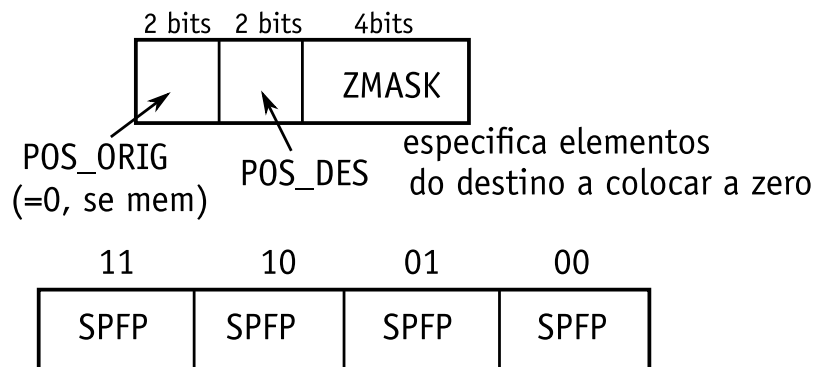 2 bits 2 bits 4bits
ZMASK
POS_ORIG
(=0, se mem)
POS_DES
especifica elementos
do destino a colocar a zero
11 10 01 00
SPFP SPFP SPFP SPFP